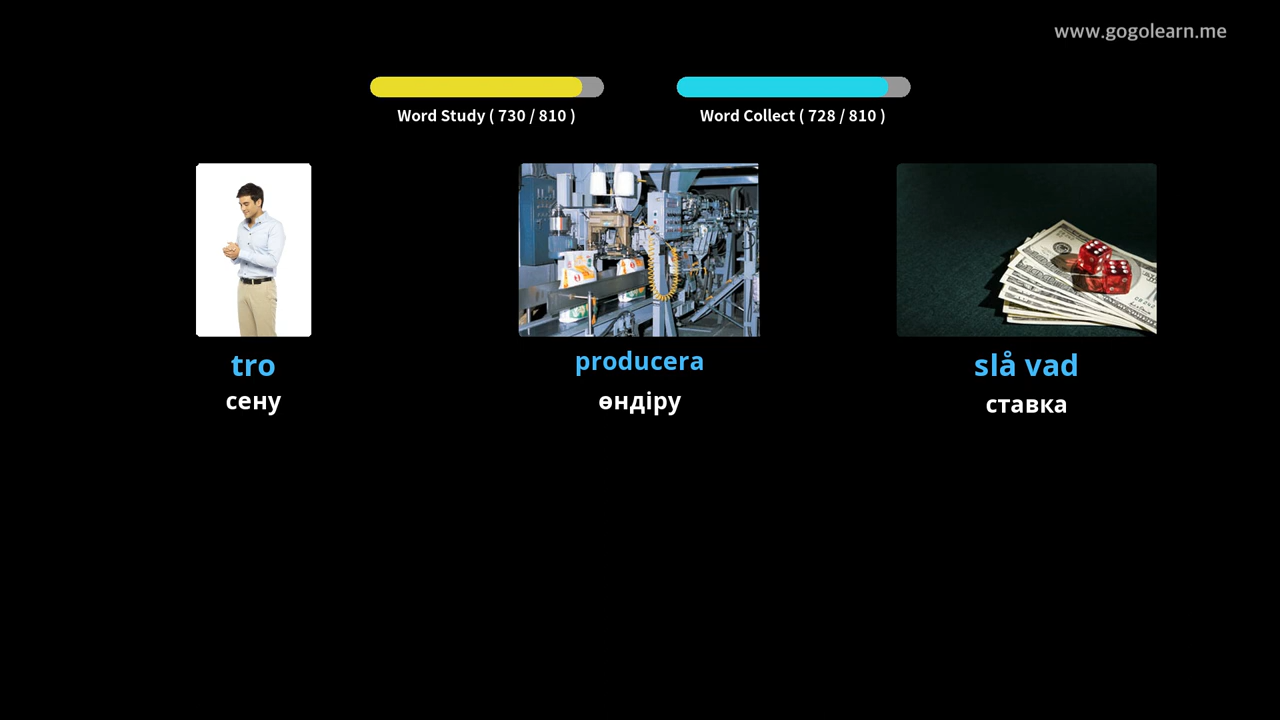 www.gogolearn.me
Word Study ( 730 / 810 )
Word Collect ( 728 / 810 )
tro
сену
producera
өндіру
slå vad
ставка